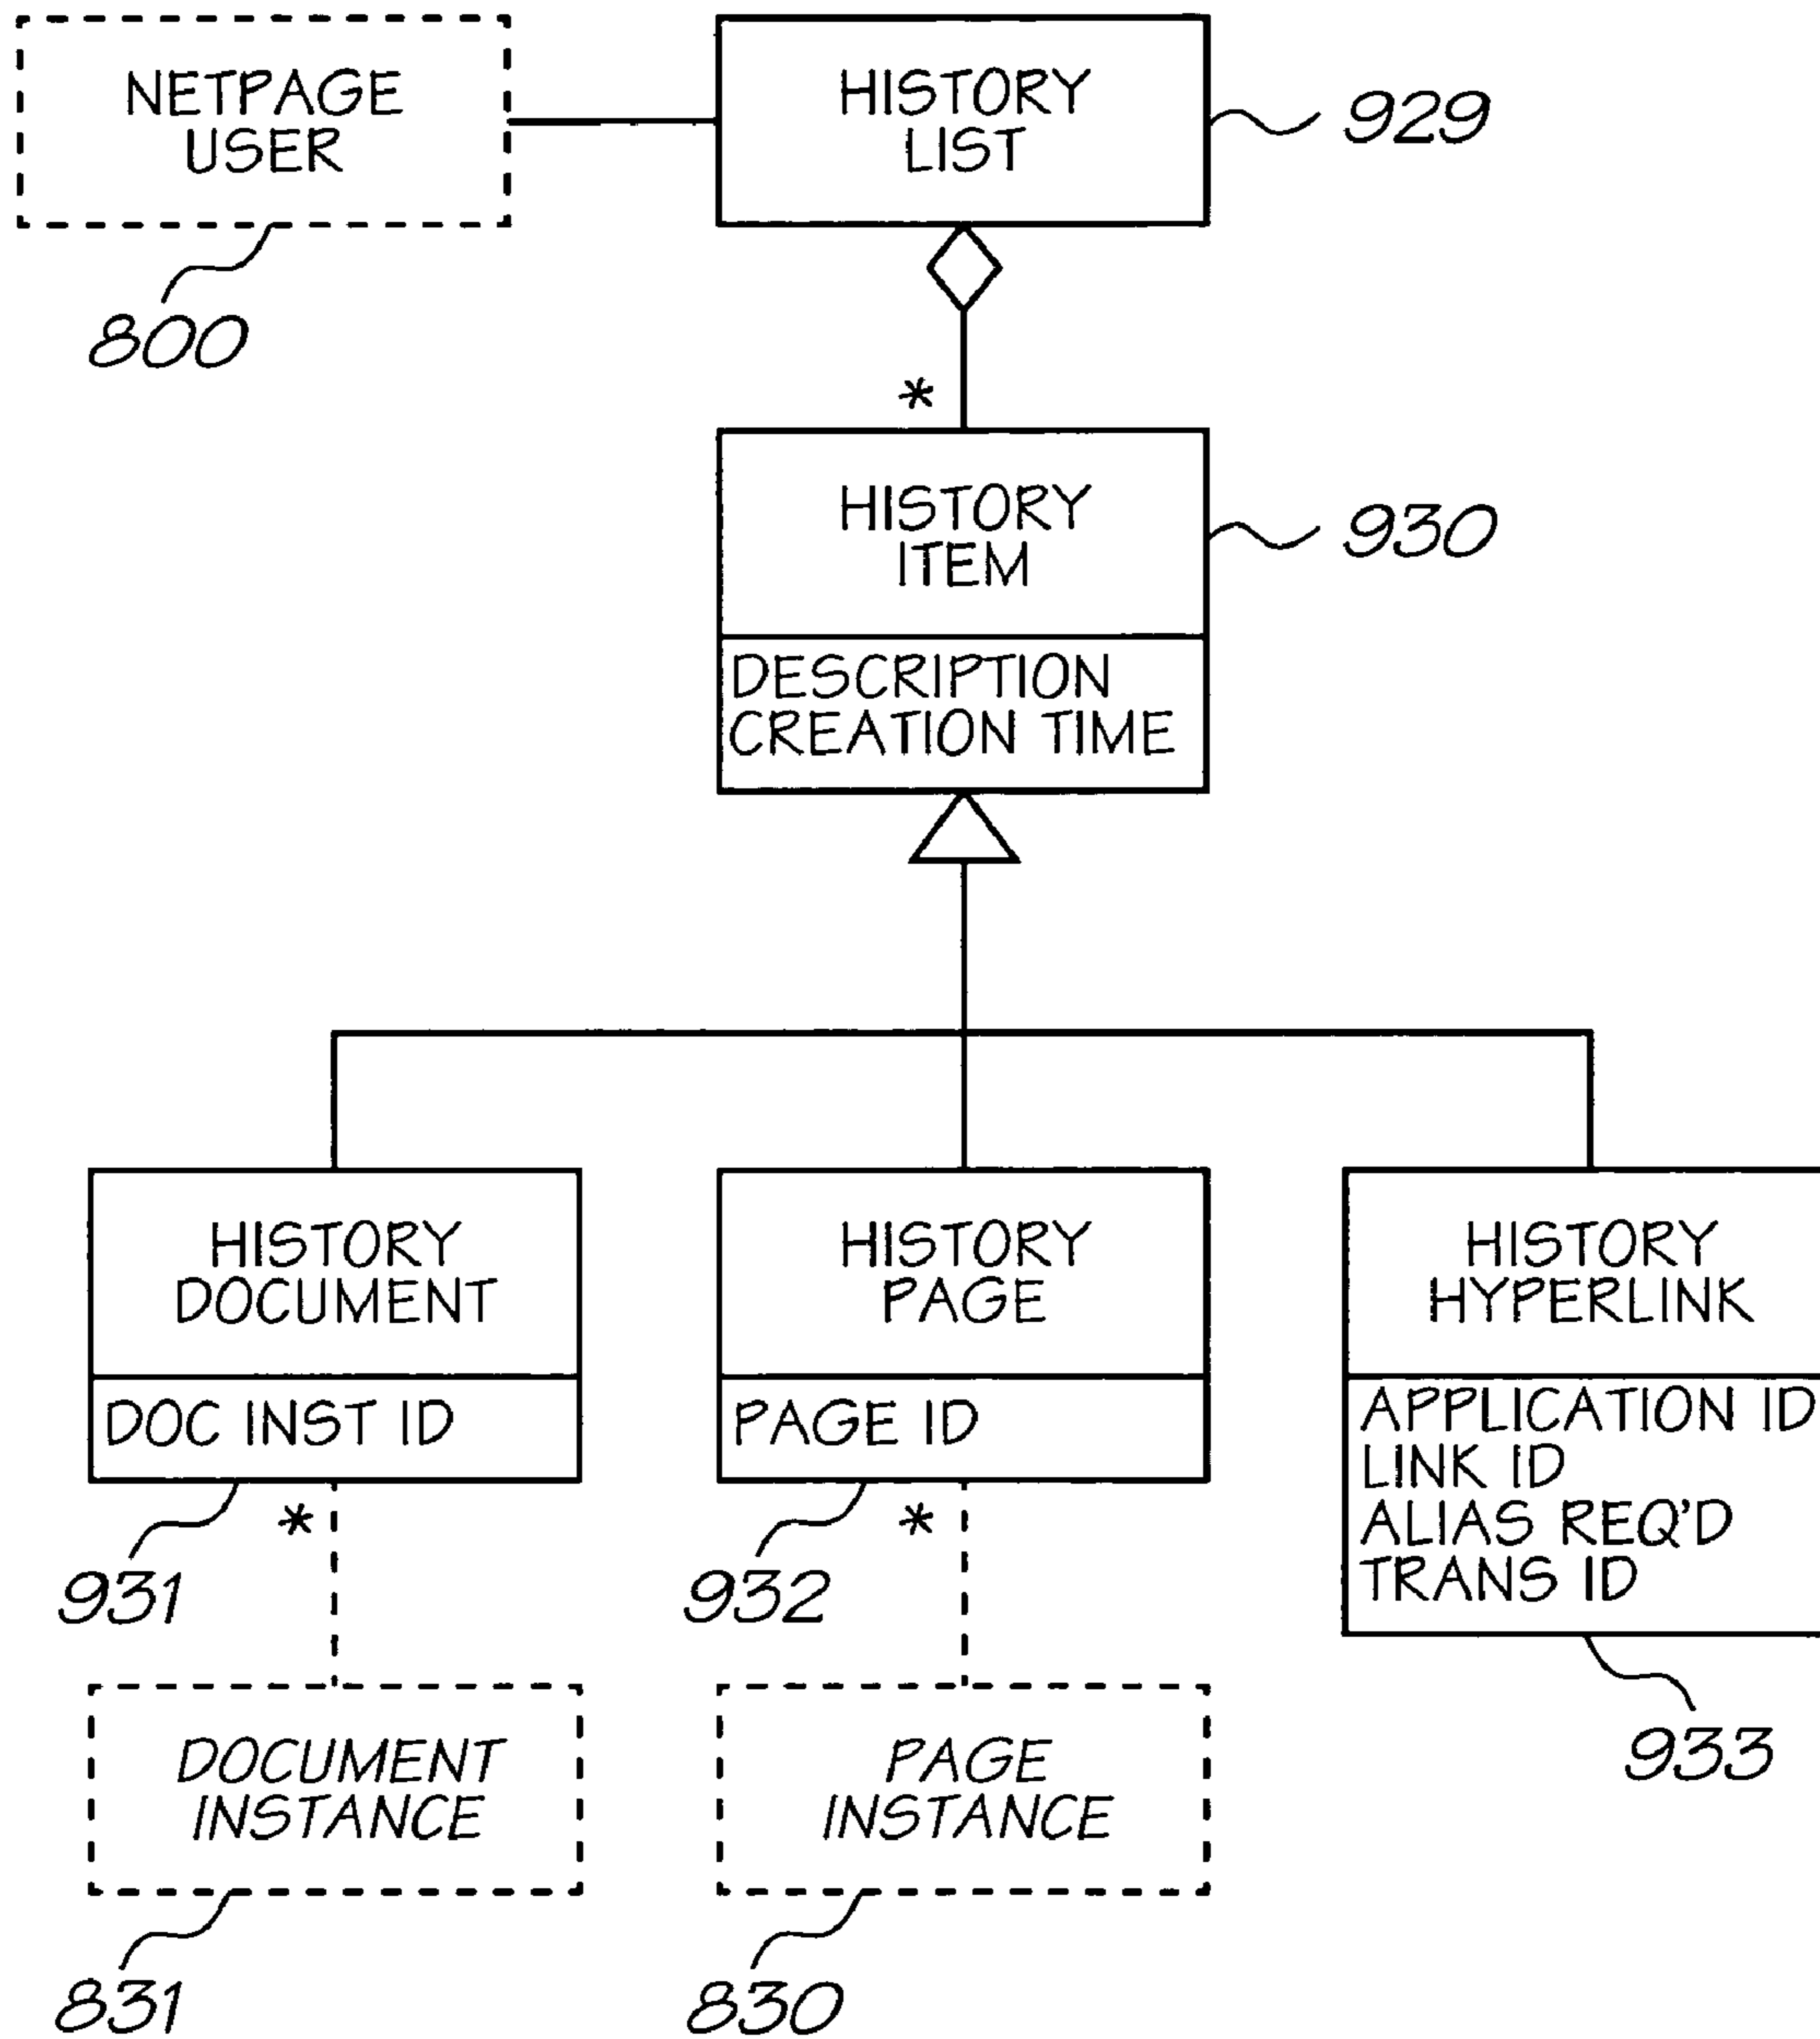 NETPAGE
USER
800
HISTORY
LIST
929
*
HISTORY
ITEM
930
DESCRIPTION
CREATION TIME
HISTORY
DOCUMENT
DOC INST ID
931
*
HISTORY
PAGE
PAGE ID
932
*
HISTORY
HYPERLINK
APPLICATION ID
LINK ID
ALIAS REQ'D
TRANS ID
933
DOCUMENT
INSTANCE
831
PAGE
INSTANCE
830